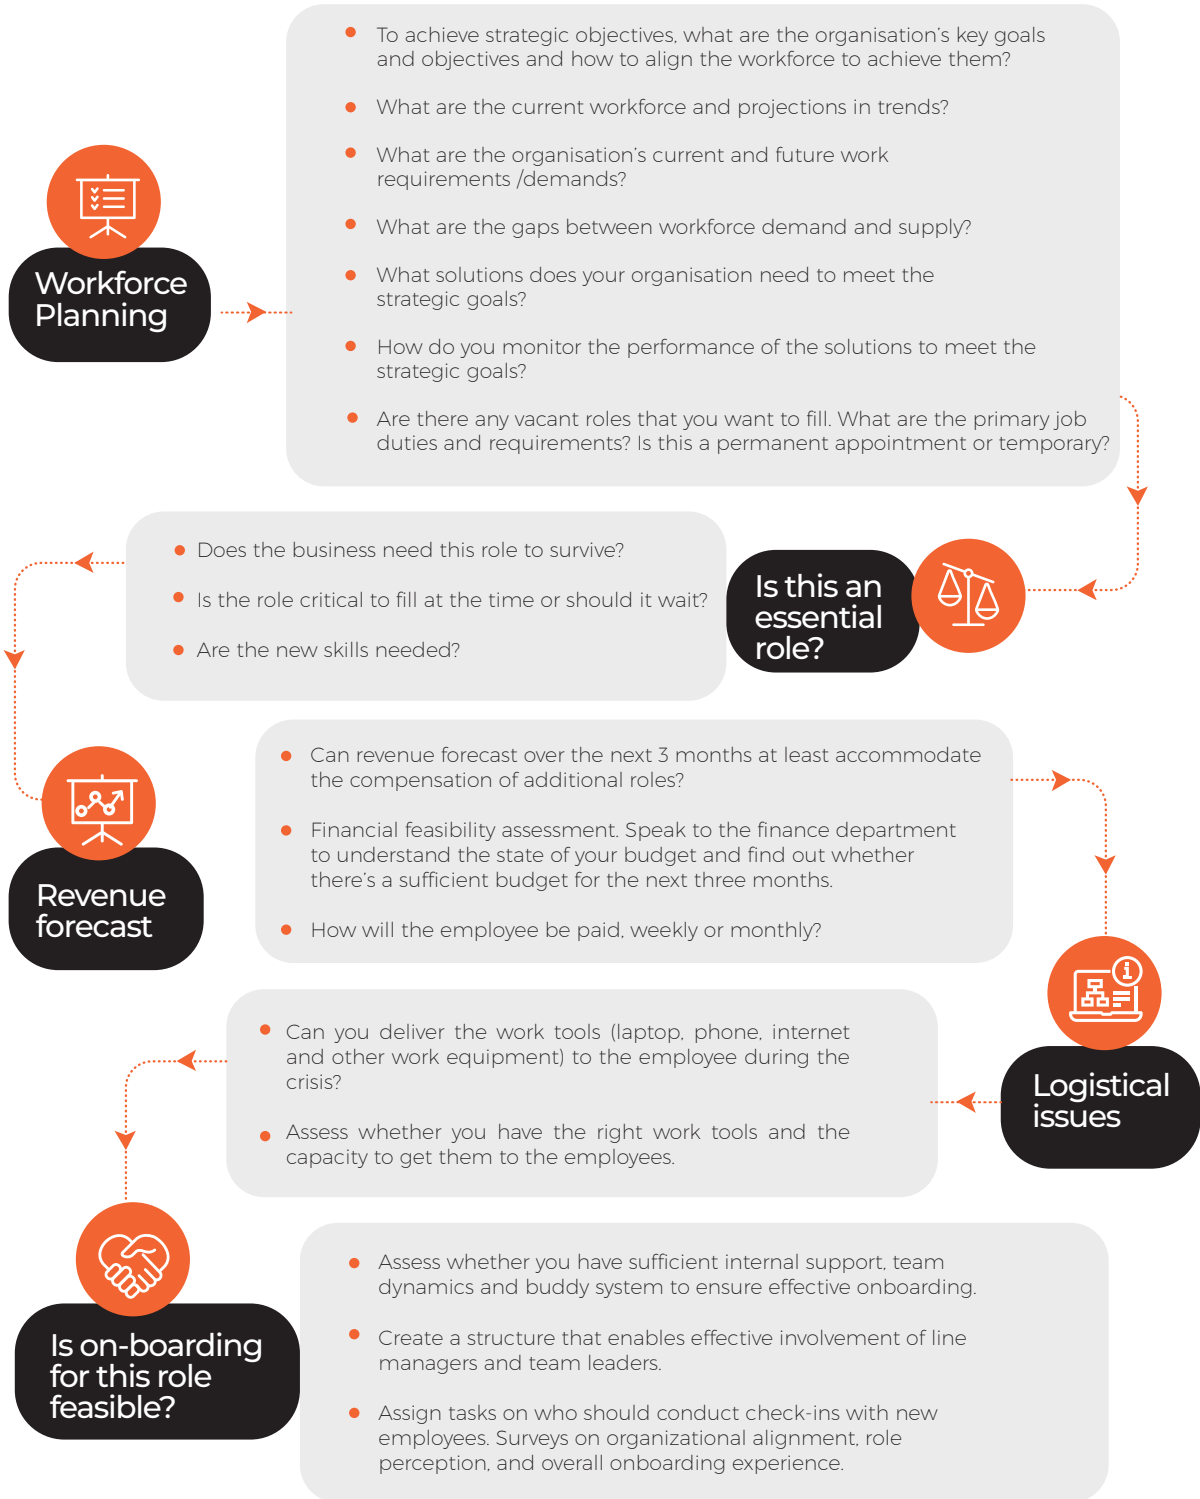 To achieve strategic objectives, what are the organisation's key goals
and objectives and how to align the workforce to achieve them?
What are the current workforce and projections in trends?
What are the organisation's current and future work
requirements /demands?
What are the gaps between workforce demand and supply?
What solutions does your organisation need to meet the
strategic goals?
How do you monitor the performance of the solutions to meet the
strategic goals?
Are there any vacant roles that you want to fill. What are the primary job
duties and requirements? Is this a permanent appointment or temporary?
Workforce
Planning
Does the business need this role to survive?
Is the role critical to fill at the time or should it wait?
Are the new skills needed?
Is this an
essential
role?
Can revenue forecast over the next 3 months at least accommodate
the compensation of additional roles?
Financial feasibility assessment. Speak to the finance department
to understand the state of your budget and find out whether
there's a sufficient budget for the next three months.
How will the employee be paid, weekly or monthly?
Revenue
forecast
Can you deliver the work tools (laptop, phone, internet
and other work equipment) to the employee during the
crisis?
Assess whether you have the right work tools and the
capacity to get them to the employees.
Logistical
issues
Assess whether you have sufficient internal support, team
dynamics and buddy system to ensure effective onboarding.
Create a structure that enables effective involvement of line
managers and team leaders.
Assign tasks on who should conduct check-ins with new
employees. Surveys on organizational alignment, role
perception, and overall onboarding experience.
Is on-boarding
for this role
feasible?